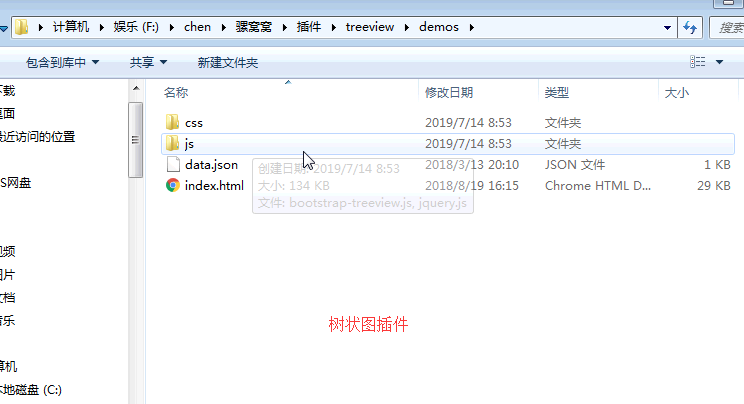 计算机 ▸ 娱乐 (F:) ▸ chen ▸ 骡窝窝 ▸ 插件 ▸ treeview ▸ demos ▸
搜索
包含到库中 共享 新建文件夹
下载
桌面
最近访问的位置
S网盘
视频
图片
文档
音乐
计算机
本地磁盘 (C:)
名称 修改日期 类型 大小
css 2019/7/14 8:53 文件夹
js 2019/7/14 8:53 文件夹
data.json 2018/3/13 20:10 JSON 文件 1 KB
index.html 2018/8/19 16:15 Chrome HTML D... 29 KB
创建日期: 2019/7/14 8:53
大小: 134 KB
文件: bootstrap-treeview.js, jquery.js
树状图插件